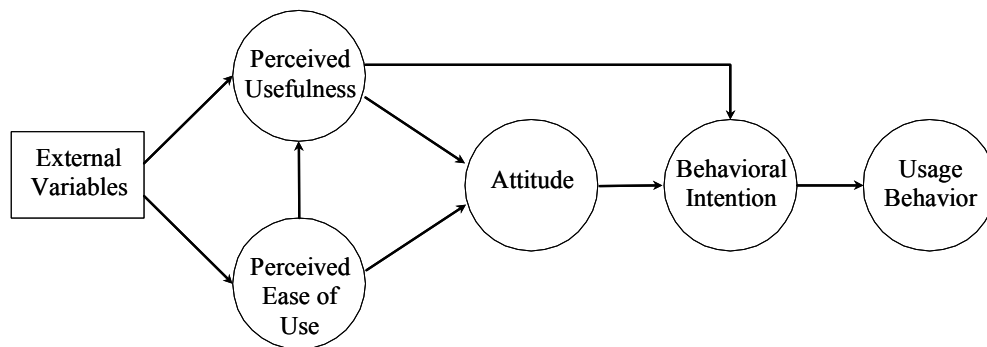 Perceived
Usefulness
External
Variables
Perceived
Ease of
Use
Attitude
Behavioral
Intention
Usage
Behavior